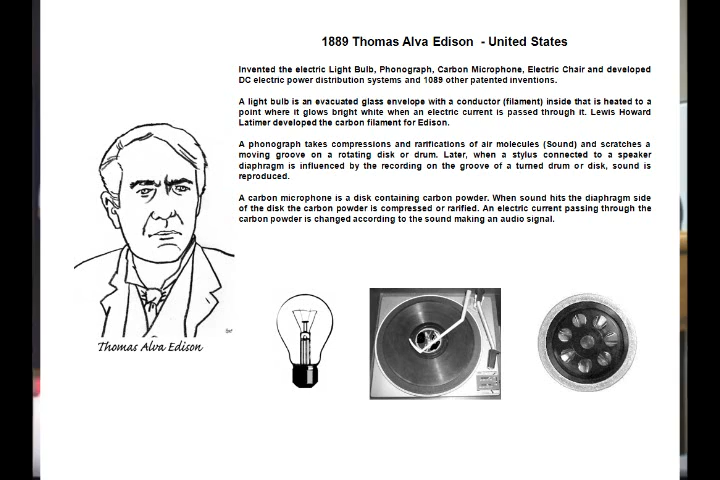 1889 Thomas Alva Edison - United States
Invented the electric Light Bulb, Phonograph, Carbon Microphone, Electric Chair and developed
DC electric power distribution systems and 1089 other patented inventions.
A light bulb is an evacuated glass envelope with a conductor (filament) inside that is heated to a
point where it glows bright white when an electric current is passed through it. Lewis Howard
Latimer developed the carbon filament for Edison.
A phonograph takes compressions and rarifications of air molecules (Sound) and scratches a
moving groove on a rotating disk or drum. Later, when a stylus connected to a speaker
diaphragm is influenced by the recording on the groove of a turned drum or disk, sound is
reproduced.
A carbon microphone is a disk containing carbon powder. When sound hits the diaphragm side
of the disk the carbon powder is compressed or rarified. An electric current passing through the
carbon powder is changed according to the sound making an audio signal.
Thomas Alva Edison